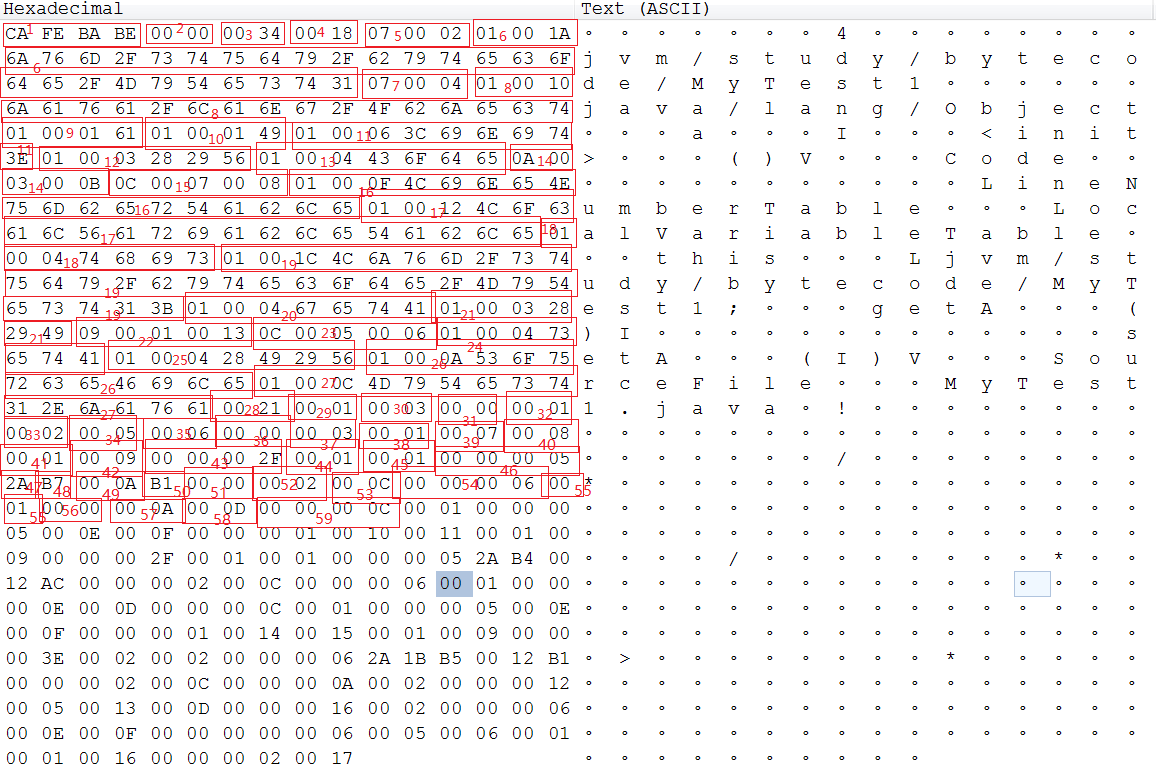 Hexadecimal Text (ASCII)
CA FE BA BE 00 00 00 34 00 18 07 00 02 01 00 1A ° ° ° ° ° ° ° 4 ° ° ° ° ° ° ° °
1 2 3 4 5 6
6A 76 6D 2F 73 74 75 64 79 2F 62 79 74 65 63 6F j v m / s t u d y / b y t e c o
6
64 65 2F 4D 79 54 65 73 74 31 07 00 04 01 00 10 d e / M y T e s t 1 ° ° ° ° ° °
7 8
6A 61 76 61 2F 6C 61 6E 67 2F 4F 62 6A 65 63 74 j a v a / l a n g / O b j e c t
8
01 00 01 61 01 00 01 49 01 00 06 3C 69 6E 69 74 ° ° ° a ° ° ° I ° ° ° < i n i t
9 10 11
3E 01 00 03 28 29 56 01 00 04 43 6F 64 65 0A 00 > ° ° ° ( ) V ° ° ° C o d e ° °
11 12 13 14
03 00 0B 0C 00 07 00 08 01 00 0F 4C 69 6E 65 4E ° ° ° ° ° ° ° ° ° ° ° L i n e N
14 15 16
75 6D 62 65 72 54 61 62 6C 65 01 00 12 4C 6F 63 u m b e r T a b l e ° ° ° L o c
16 17
61 6C 56 61 72 69 61 62 6C 65 54 61 62 6C 65 01 a l V a r i a b l e T a b l e °
17 18
00 04 74 68 69 73 01 00 1C 4C 6A 76 6D 2F 73 74 ° ° t h i s ° ° ° L j v m / s t
18 19
75 64 79 2F 62 79 74 65 63 6F 64 65 2F 4D 79 54 u d y / b y t e c o d e / M y T
19
65 73 74 31 3B 01 00 04 67 65 74 41 01 00 03 28 e s t 1 ; ° ° ° g e t A ° ° ° (
19 20 21
29 49 09 00 01 00 13 0C 00 05 00 06 01 00 04 73 ) I ° ° ° ° ° ° ° ° ° ° ° ° ° s
21 22 23 24
65 74 41 01 00 04 28 49 29 56 01 00 0A 53 6F 75 e t A ° ° ° ( I ) V ° ° ° S o u
25 26
72 63 65 46 69 6C 65 01 00 0C 4D 79 54 65 73 74 r c e F i l e ° ° ° M y T e s t
26 27
31 2E 6A 61 76 61 00 21 00 01 00 03 00 00 00 01 1 . j a v a ° ! ° ° ° ° ° ° ° °
27 28 29 30 31 32
00 02 00 05 00 06 00 00 00 03 00 01 00 07 00 08 ° ° ° ° ° ° ° ° ° ° ° ° ° ° ° °
33 34 35 36 37 38 39 40
00 01 00 09 00 00 00 2F 00 01 00 01 00 00 00 05 ° ° ° ° ° ° ° / ° ° ° ° ° ° ° °
41 42 43 44 45 46
2A B7 00 0A B1 00 00 00 02 00 0C 00 00 00 06 00 * ° ° ° ° ° ° ° ° ° ° ° ° ° ° °
47 48 49 50 51 52 53 54 55
01 00 00 00 0A 00 0D 00 00 00 0C 00 01 00 00 00 ° ° ° ° ° ° ° ° ° ° ° ° ° ° ° °
55 56 57 58 59
05 00 0E 00 0F 00 00 00 01 00 10 00 11 00 01 00 ° ° ° ° ° ° ° ° ° ° ° ° ° ° ° °
09 00 00 00 2F 00 01 00 01 00 00 00 05 2A B4 00 ° ° ° ° / ° ° ° ° ° ° ° ° * ° °
12 AC 00 00 00 02 00 0C 00 00 00 06 00 01 00 00 ° ° ° ° ° ° ° ° ° ° ° ° ° ° ° °
00 0E 00 0D 00 00 00 0C 00 01 00 00 00 05 00 0E ° ° ° ° ° ° ° ° ° ° ° ° ° ° ° °
00 0F 00 00 00 01 00 14 00 15 00 01 00 09 00 00 ° ° ° ° ° ° ° ° ° ° ° ° ° ° ° °
00 3E 00 02 00 02 00 00 00 06 2A 1B B5 00 12 B1 ° > ° ° ° ° ° ° ° ° * ° ° ° ° °
00 00 00 02 00 0C 00 00 00 0A 00 02 00 00 00 12 ° ° ° ° ° ° ° ° ° ° ° ° ° ° ° °
00 05 00 13 00 0D 00 00 00 16 00 02 00 00 00 06 ° ° ° ° ° ° ° ° ° ° ° ° ° ° ° °
00 0E 00 0F 00 00 00 00 00 06 00 05 00 06 00 01 ° ° ° ° ° ° ° ° ° ° ° ° ° ° ° °
00 01 00 16 00 00 00 02 00 17 ° ° ° ° ° ° ° ° ° °